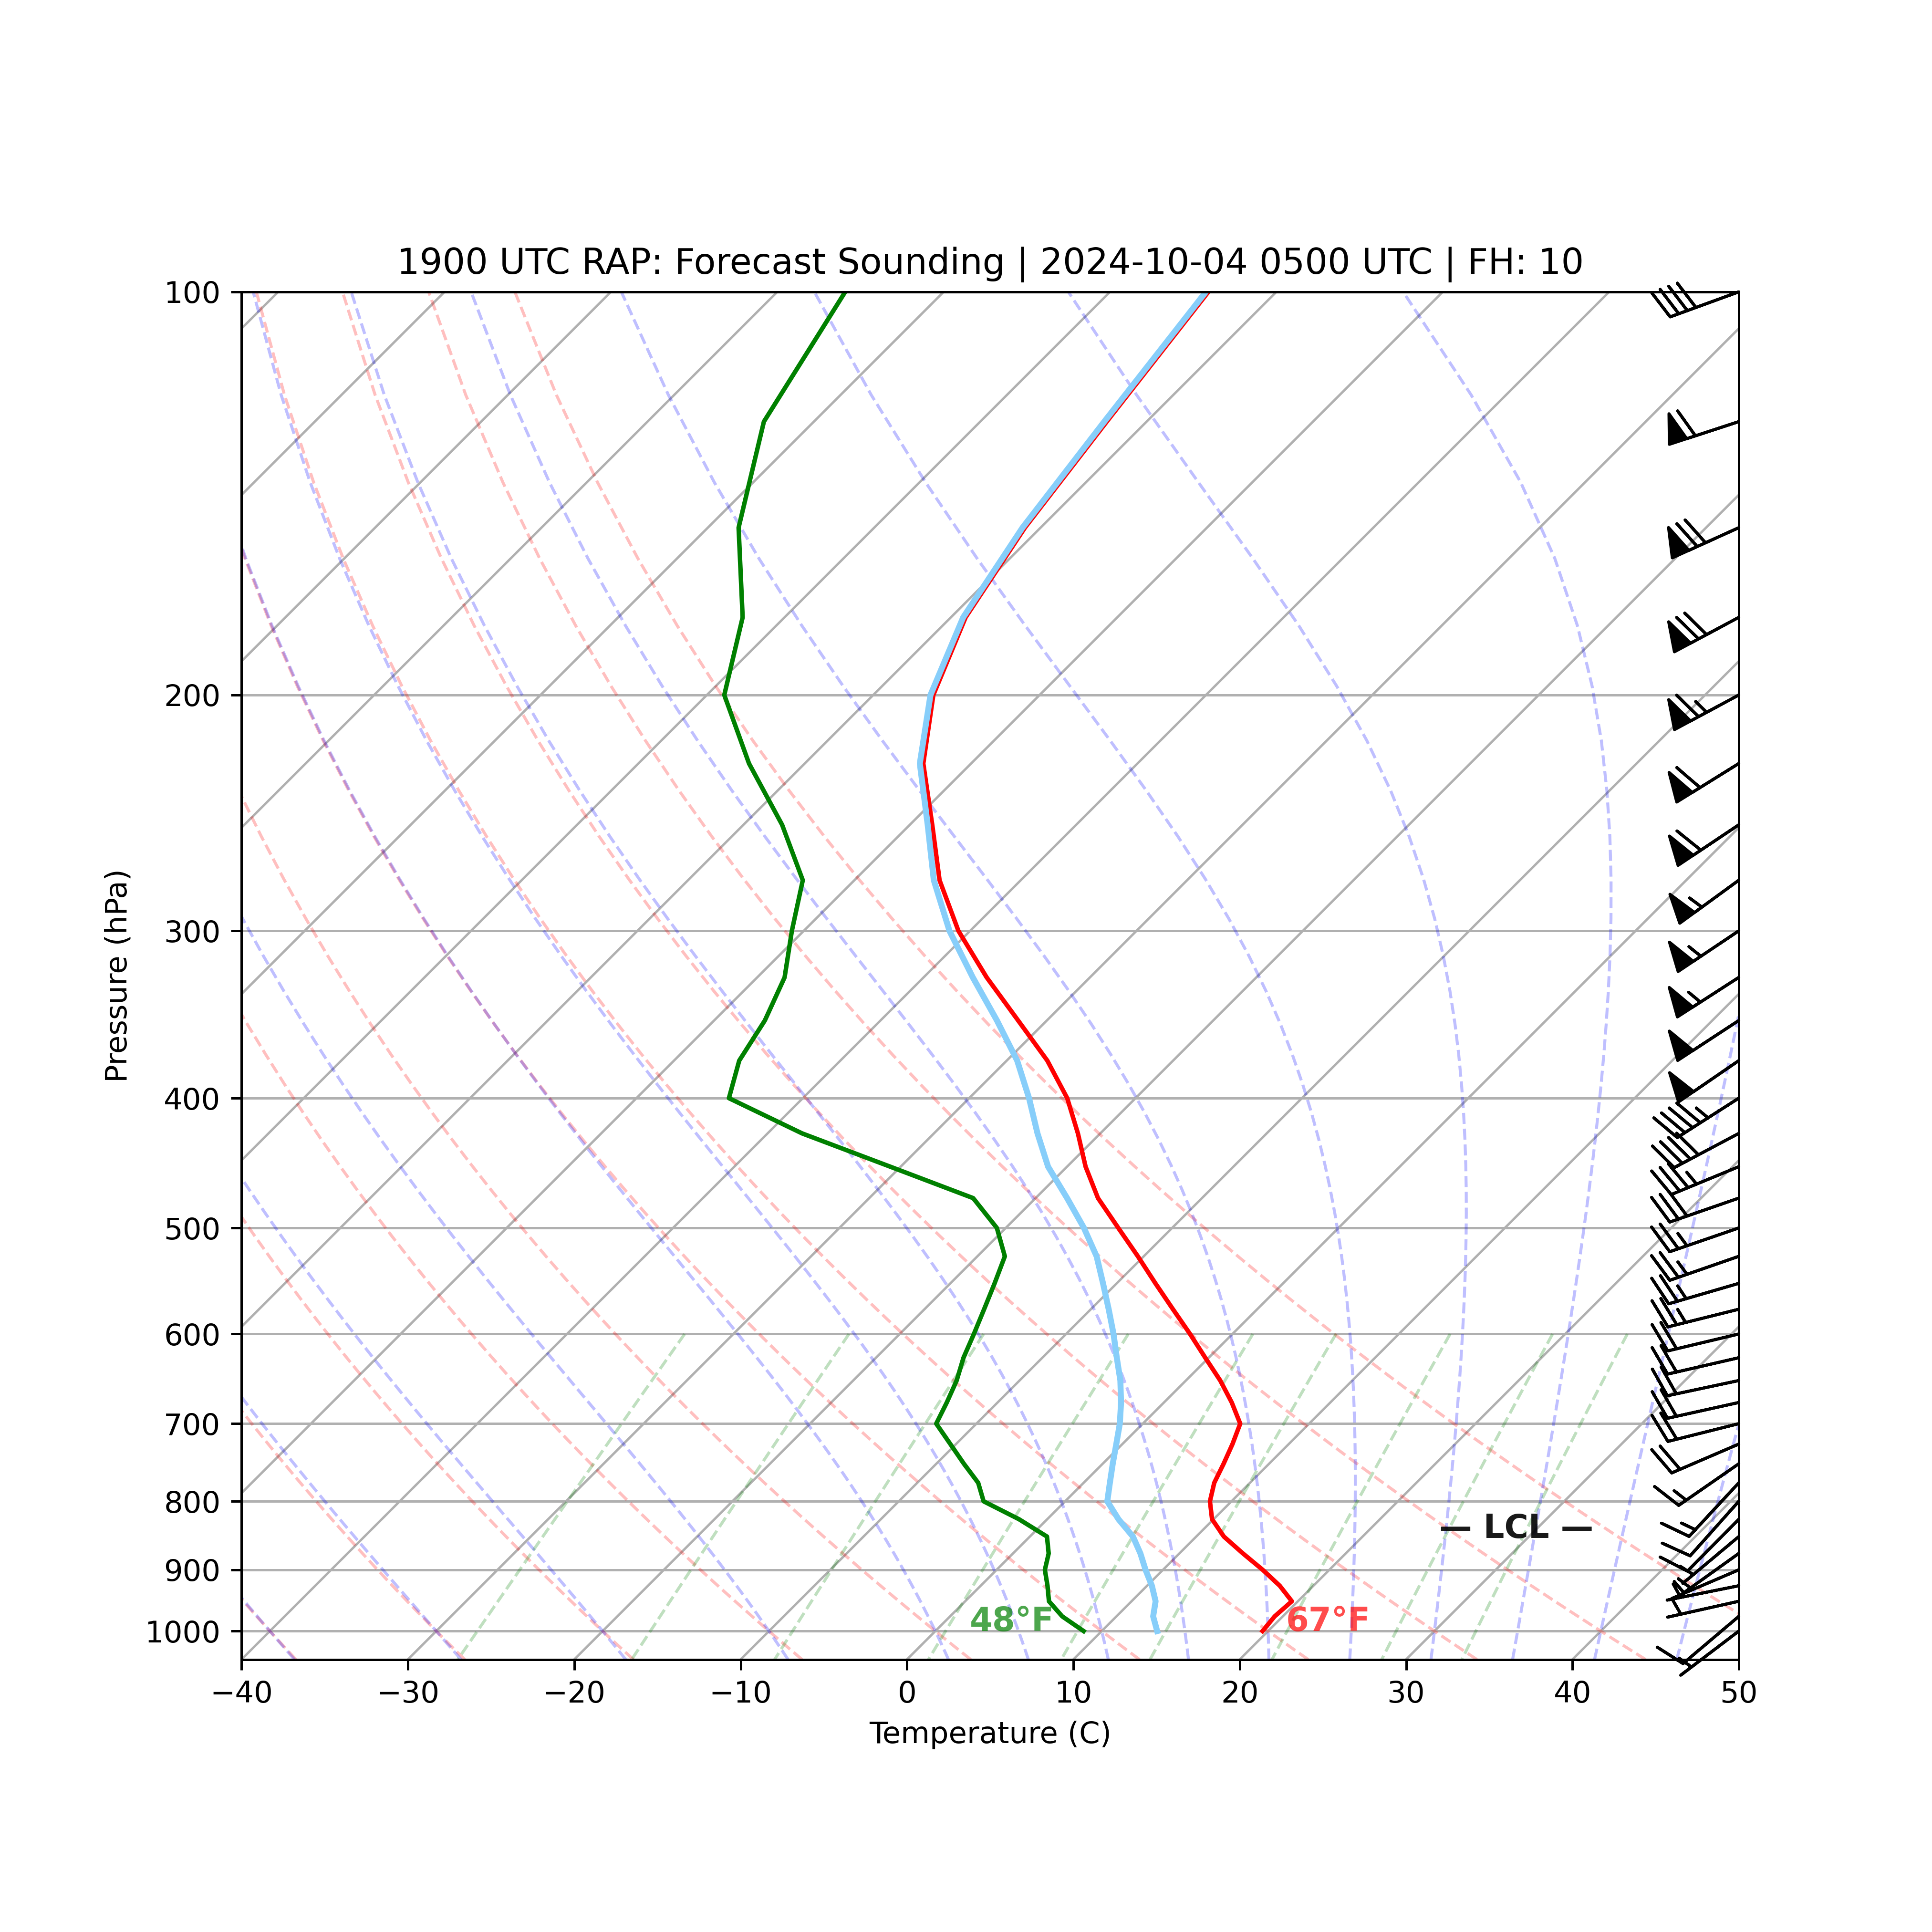 1900 UTC RAP: Forecast Sounding | 2024-10-04 0500 UTC | FH: 10
100
200
300
400
500
600
700
800
900
1000
Pressure (hPa)
— LCL —
48°F
67°F
−40 −30 −20 −10 0 10 20 30 40 50
Temperature (C)